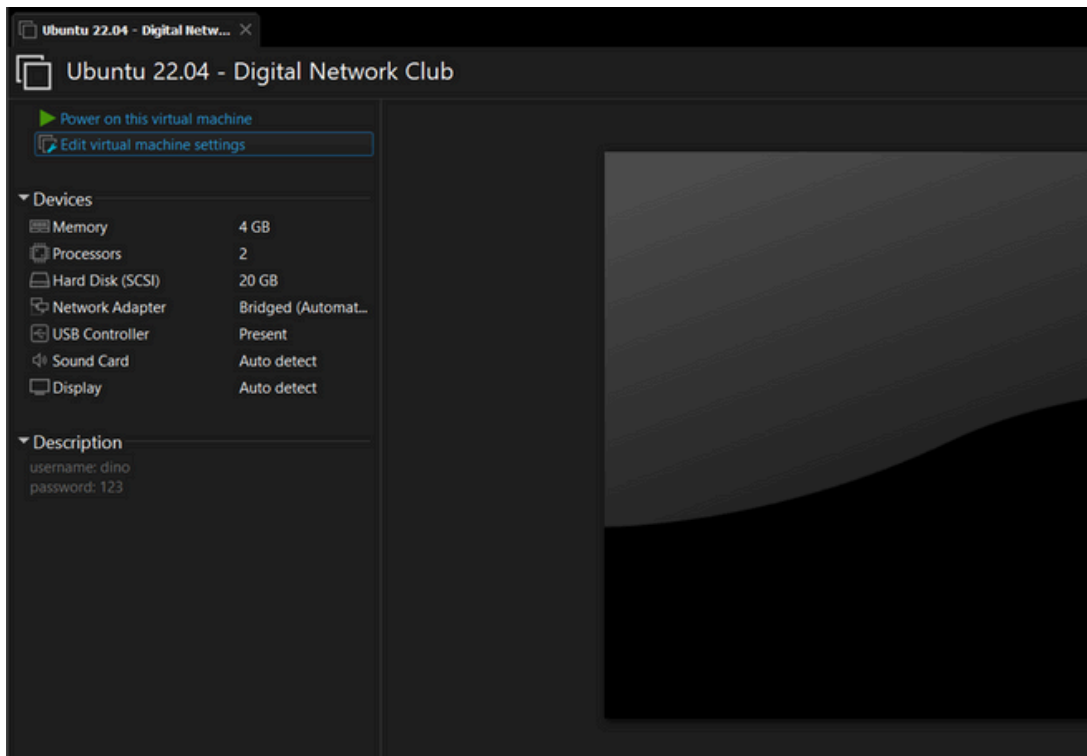 Ubuntu 22.04 - Digital Netw...
Ubuntu 22.04 - Digital Network Club
Power on this virtual machine
Edit virtual machine settings
Devices
Memory 4 GB
Processors 2
Hard Disk (SCSI) 20 GB
Network Adapter Bridged (Automat...
USB Controller Present
Sound Card Auto detect
Display Auto detect
Description
username: dino
password: 123